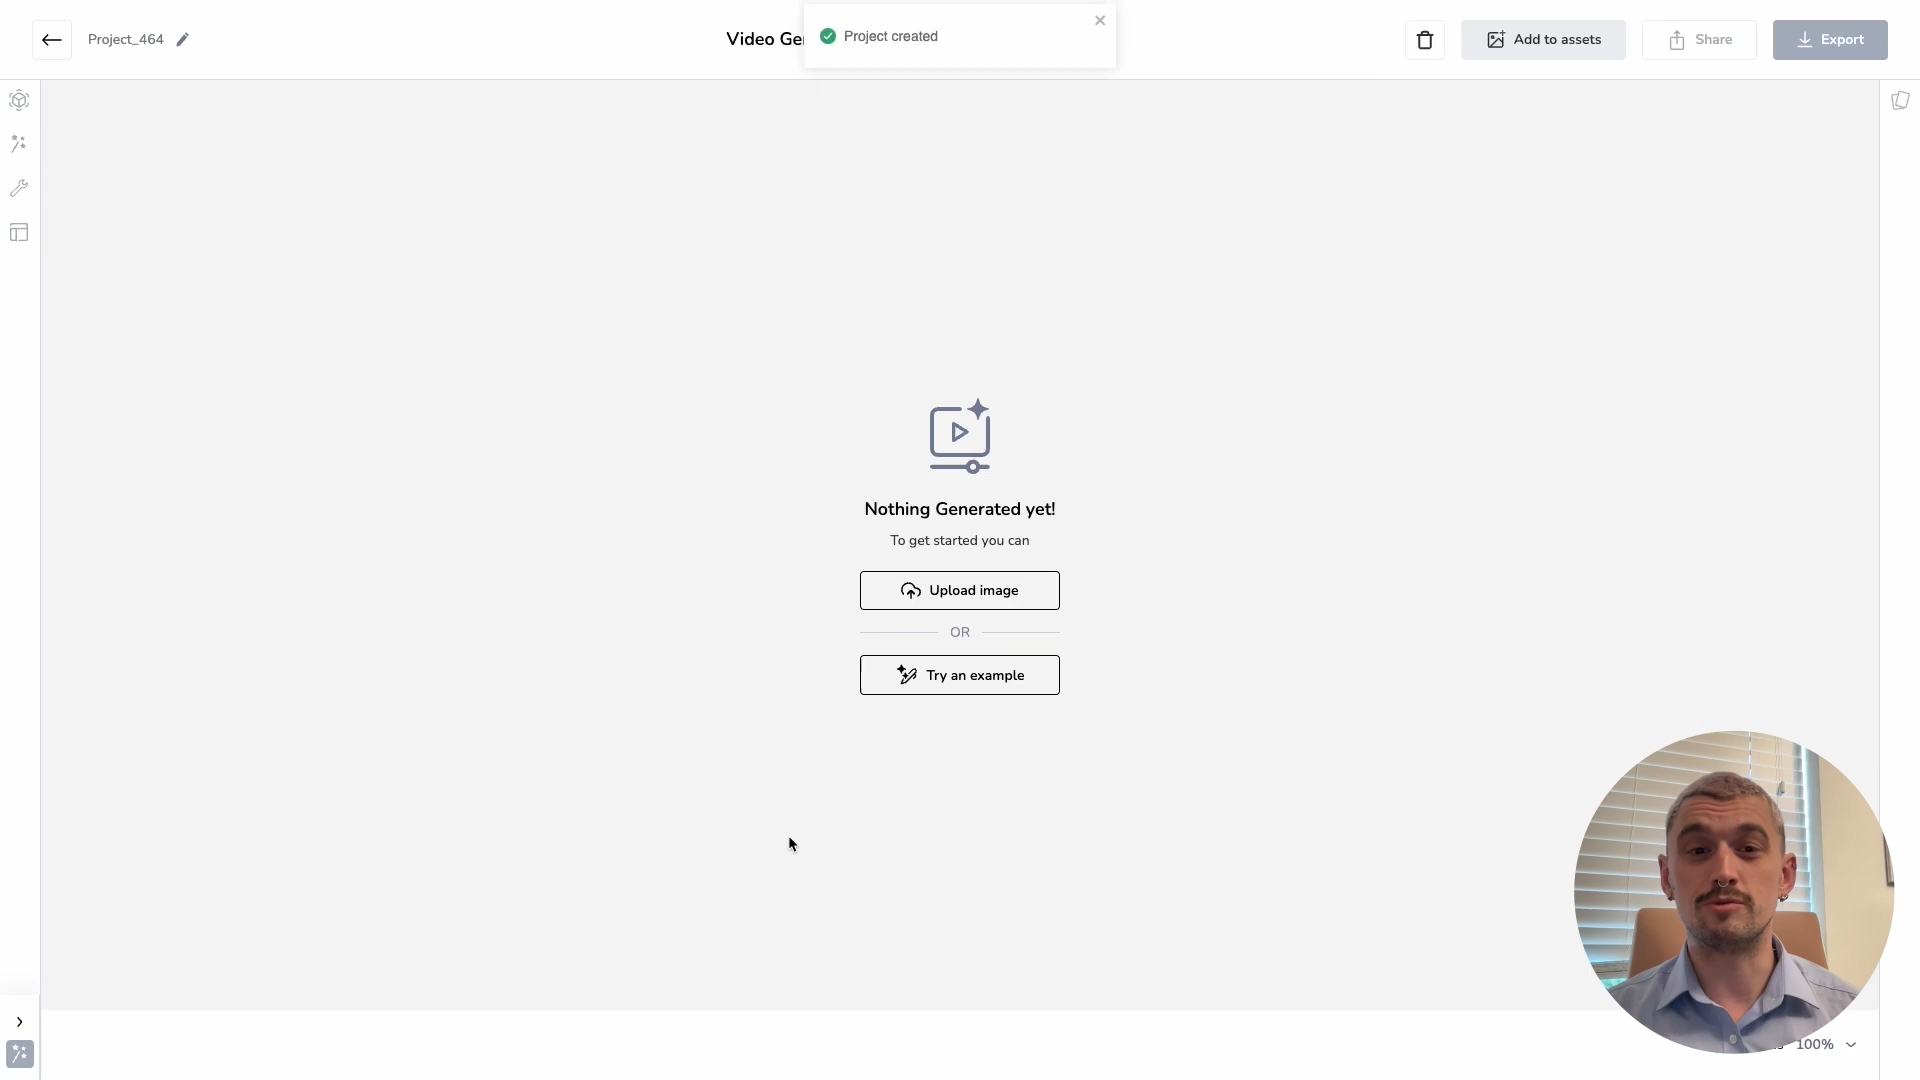 Project_464
Video Ge
Project created
Add to assets
Share
Export
Nothing Generated yet!
To get started you can
Upload image
OR
Try an example
100%